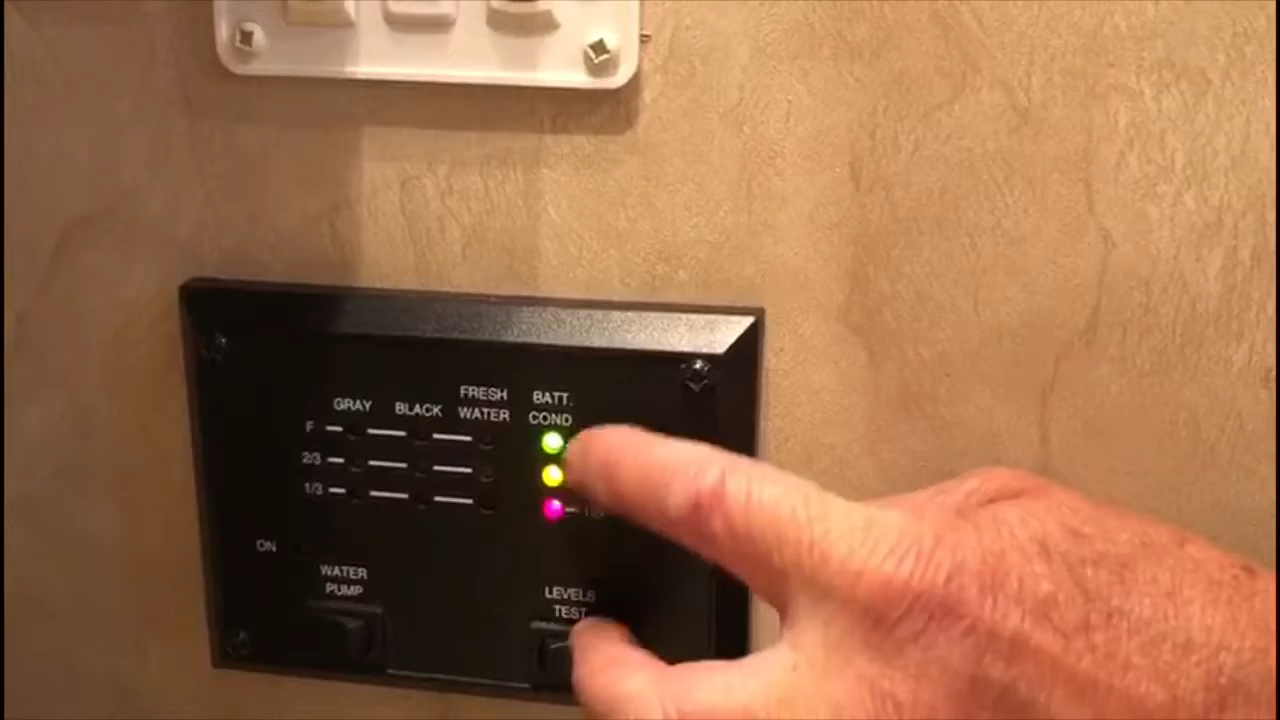 GRAY BLACK FRESH WATER BATT. COND.
F
2/3
1/3
ON
WATER PUMP
LEVELS TEST